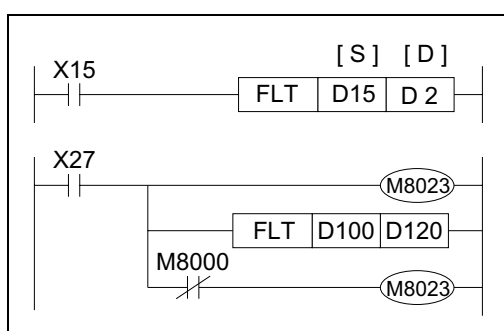 [ S ] [ D ]
X15
FLT D15 D 2
X27
M8023
FLT D100 D120
M8000
M8023